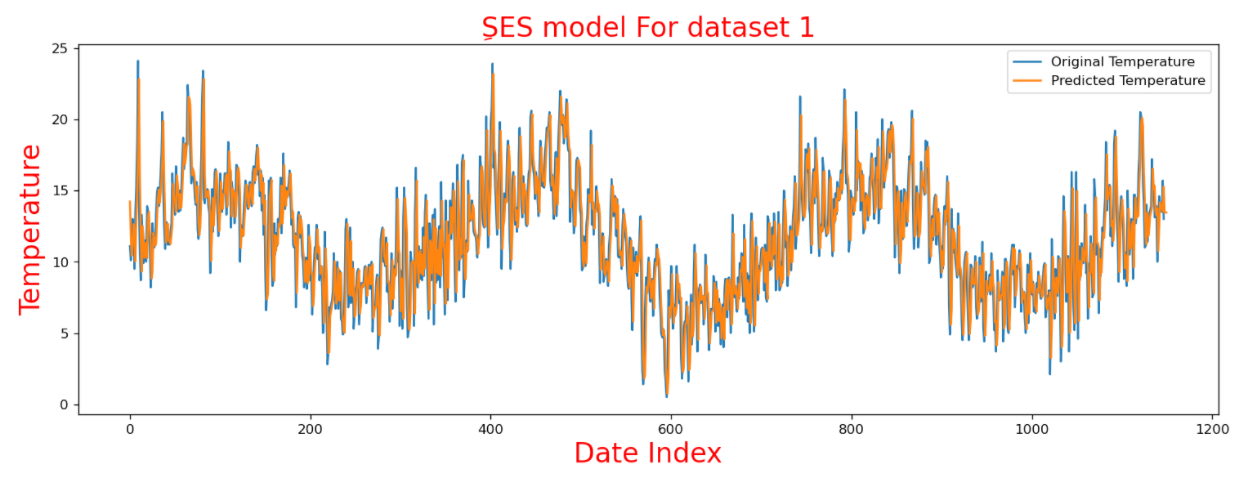 SES model For dataset 1
Original Temperature
Predicted Temperature
25
20
15
10
5
0
Temperature
0 200 400 600 800 1000 1200
Date Index